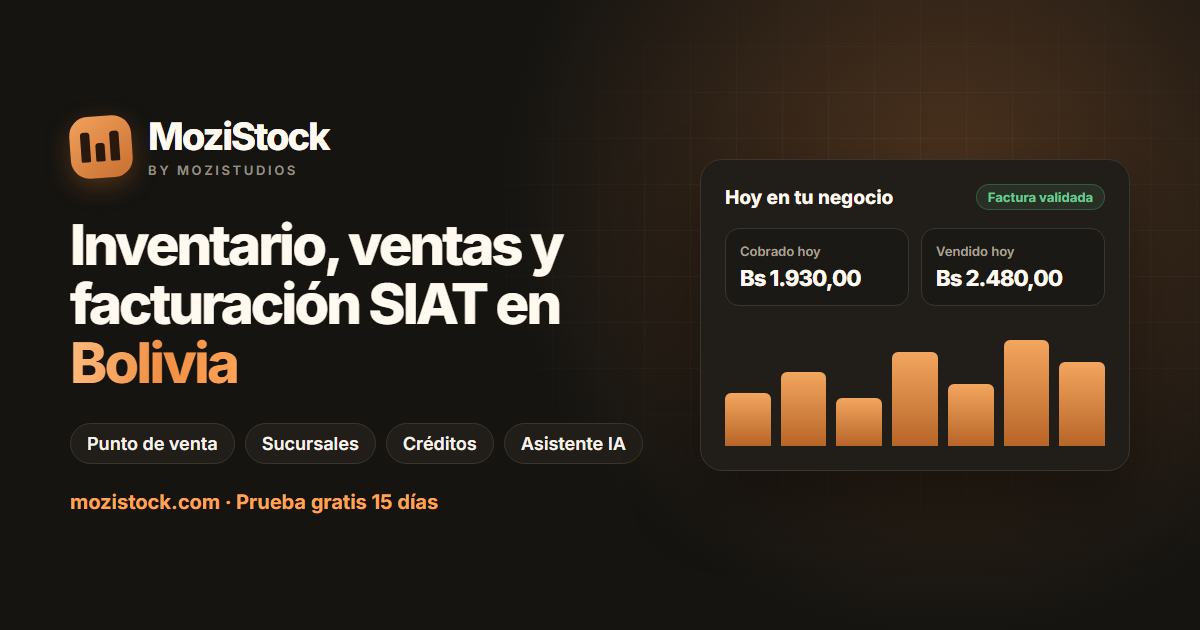 MoziStock
BY MOZISTUDIOS
Inventario, ventas y
facturación SIAT en
Bolivia
Punto de venta
Sucursales
Créditos
Asistente IA
mozistock.com · Prueba gratis 15 días
Hoy en tu negocio
Factura validada
Cobrado hoy
Bs 1.930,00
Vendido hoy
Bs 2.480,00